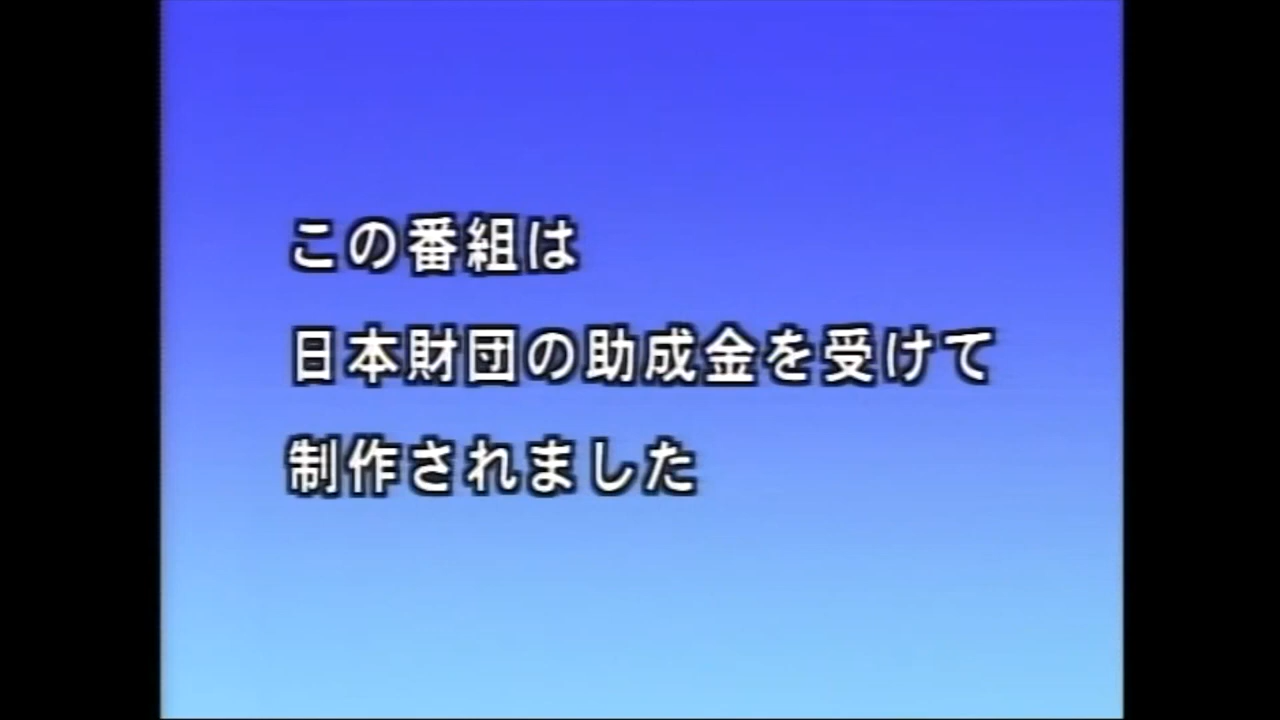 この番組は
日本財団の助成金を受けて
制作されました